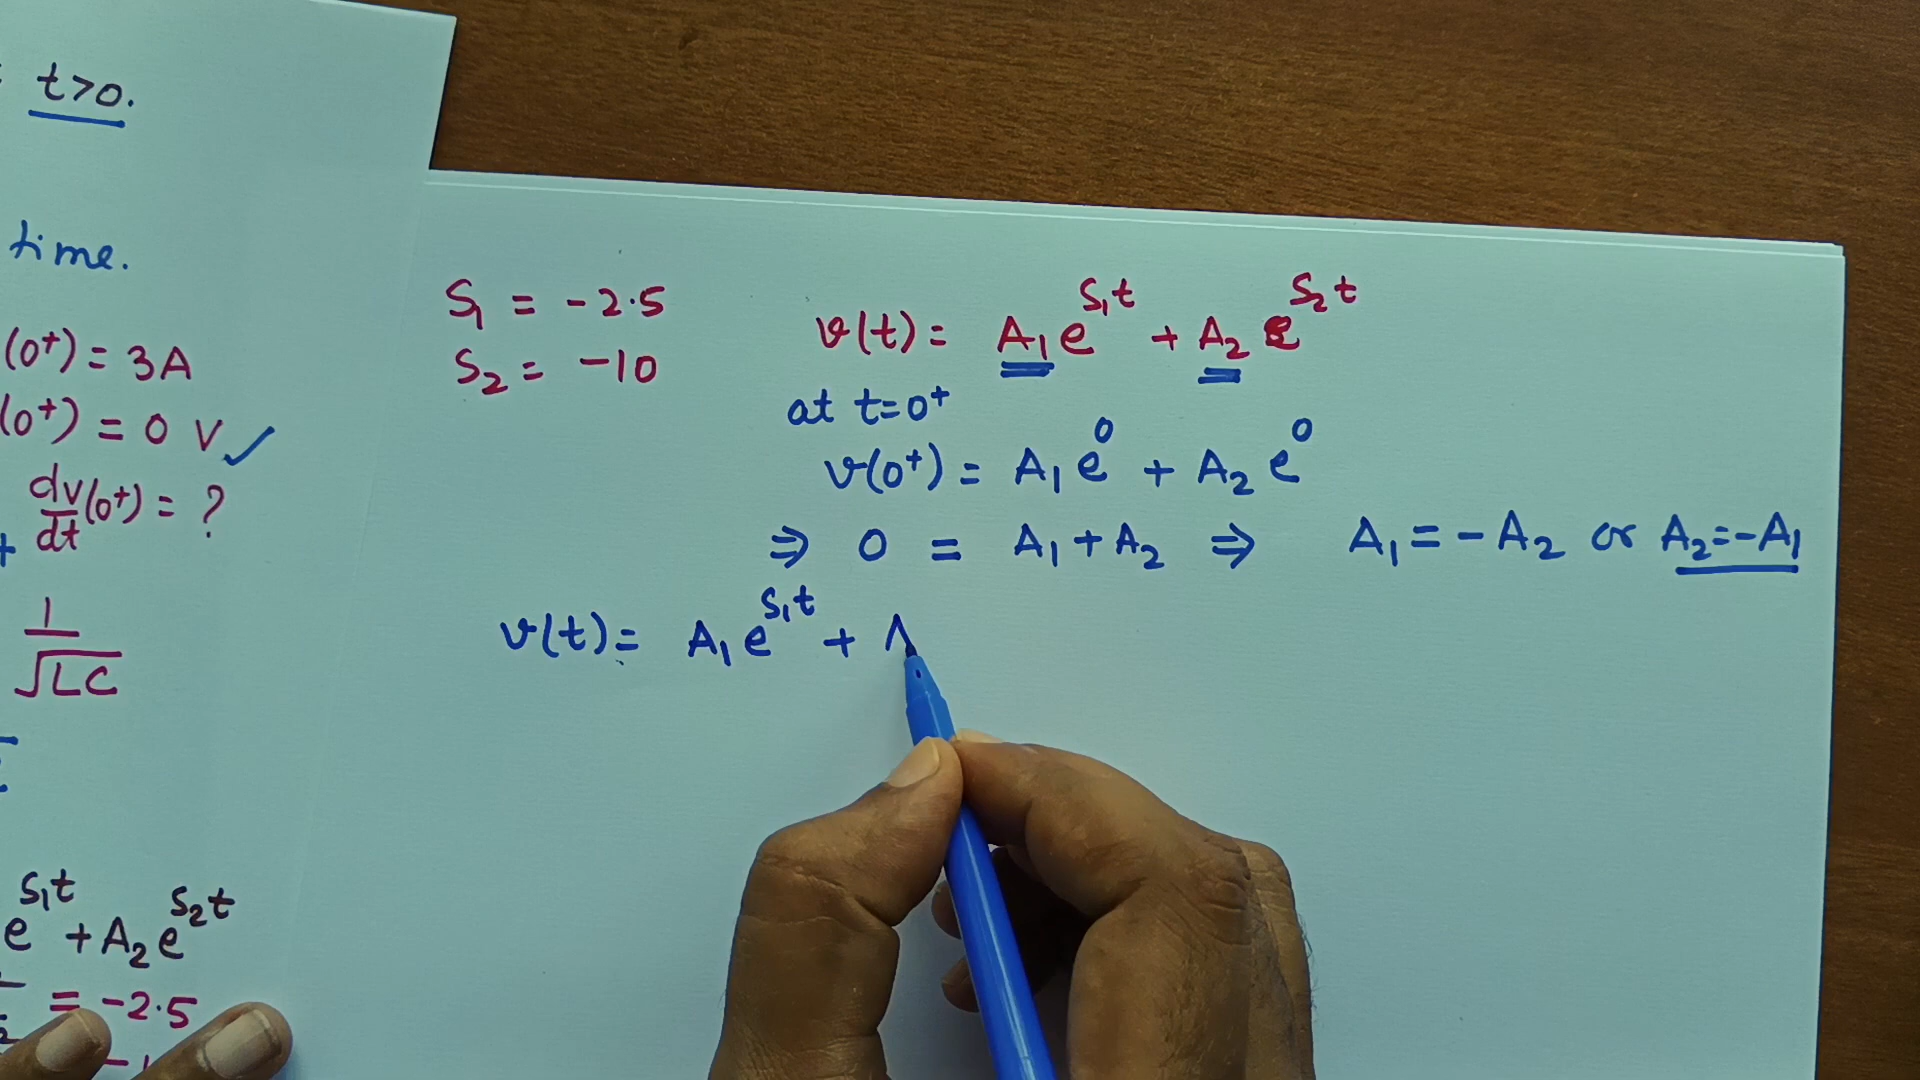 t>0.
time.
(0⁺) = 3A
(0⁺) = 0 V ✓
dv/dt (0⁺) = ?
1/√LC
e^{S₁t} + A₂e^{S₂t}
= -2.5
S₁ = -2.5
S₂ = -10
v(t) = A₁e^{S₁t} + A₂e^{S₂t}
at t=0⁺
v(0⁺) = A₁e⁰ + A₂e⁰
⇒ 0 = A₁+A₂ ⇒ A₁=-A₂ or A₂=-A₁
v(t) = A₁e^{S₁t} +